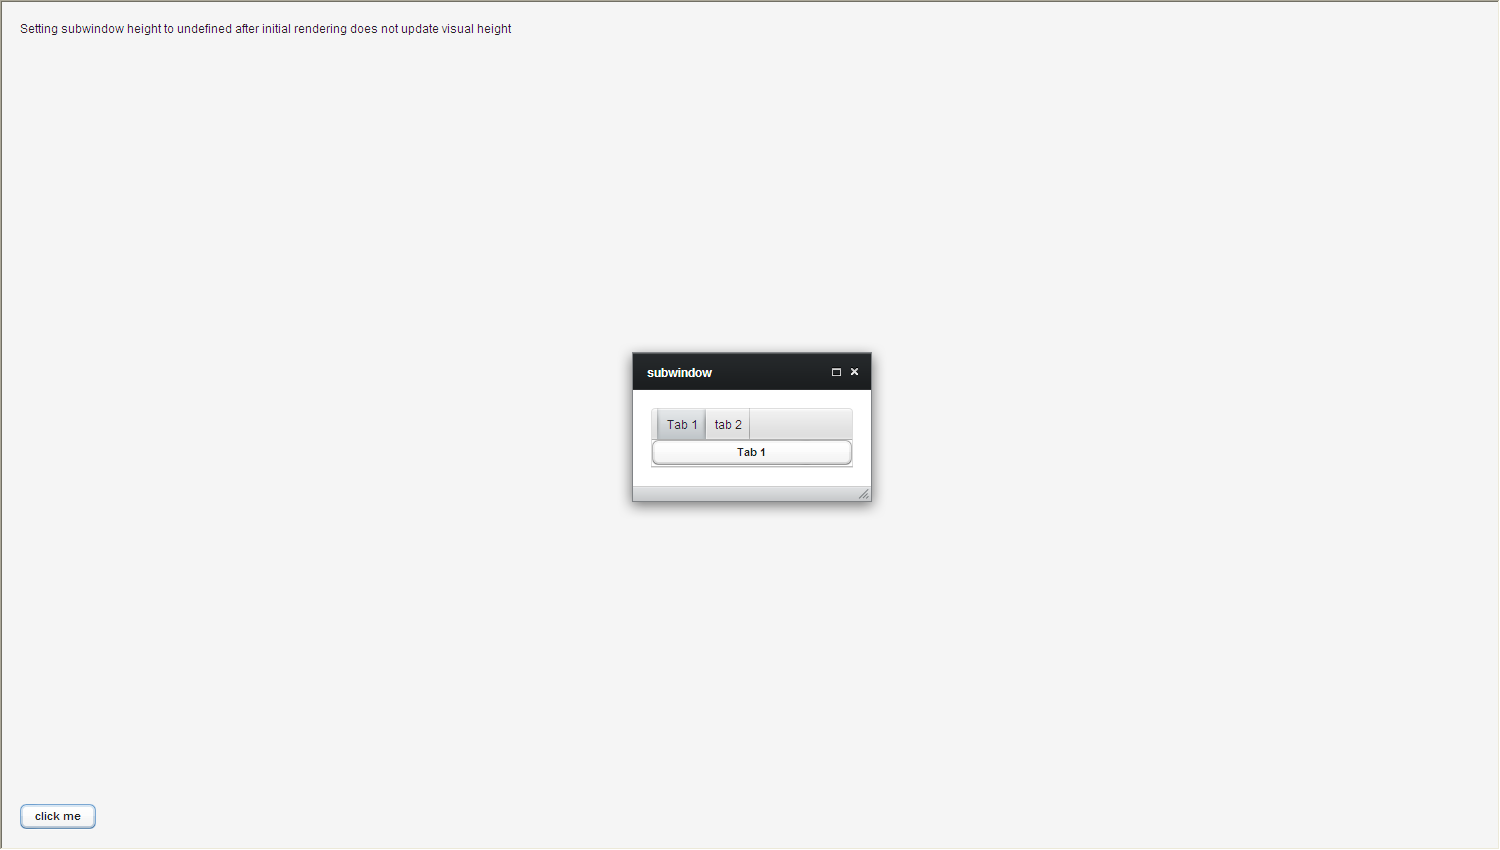 Setting subwindow height to undefined after initial rendering does not update visual height
subwindow
Tab 1 tab 2
Tab 1
click me